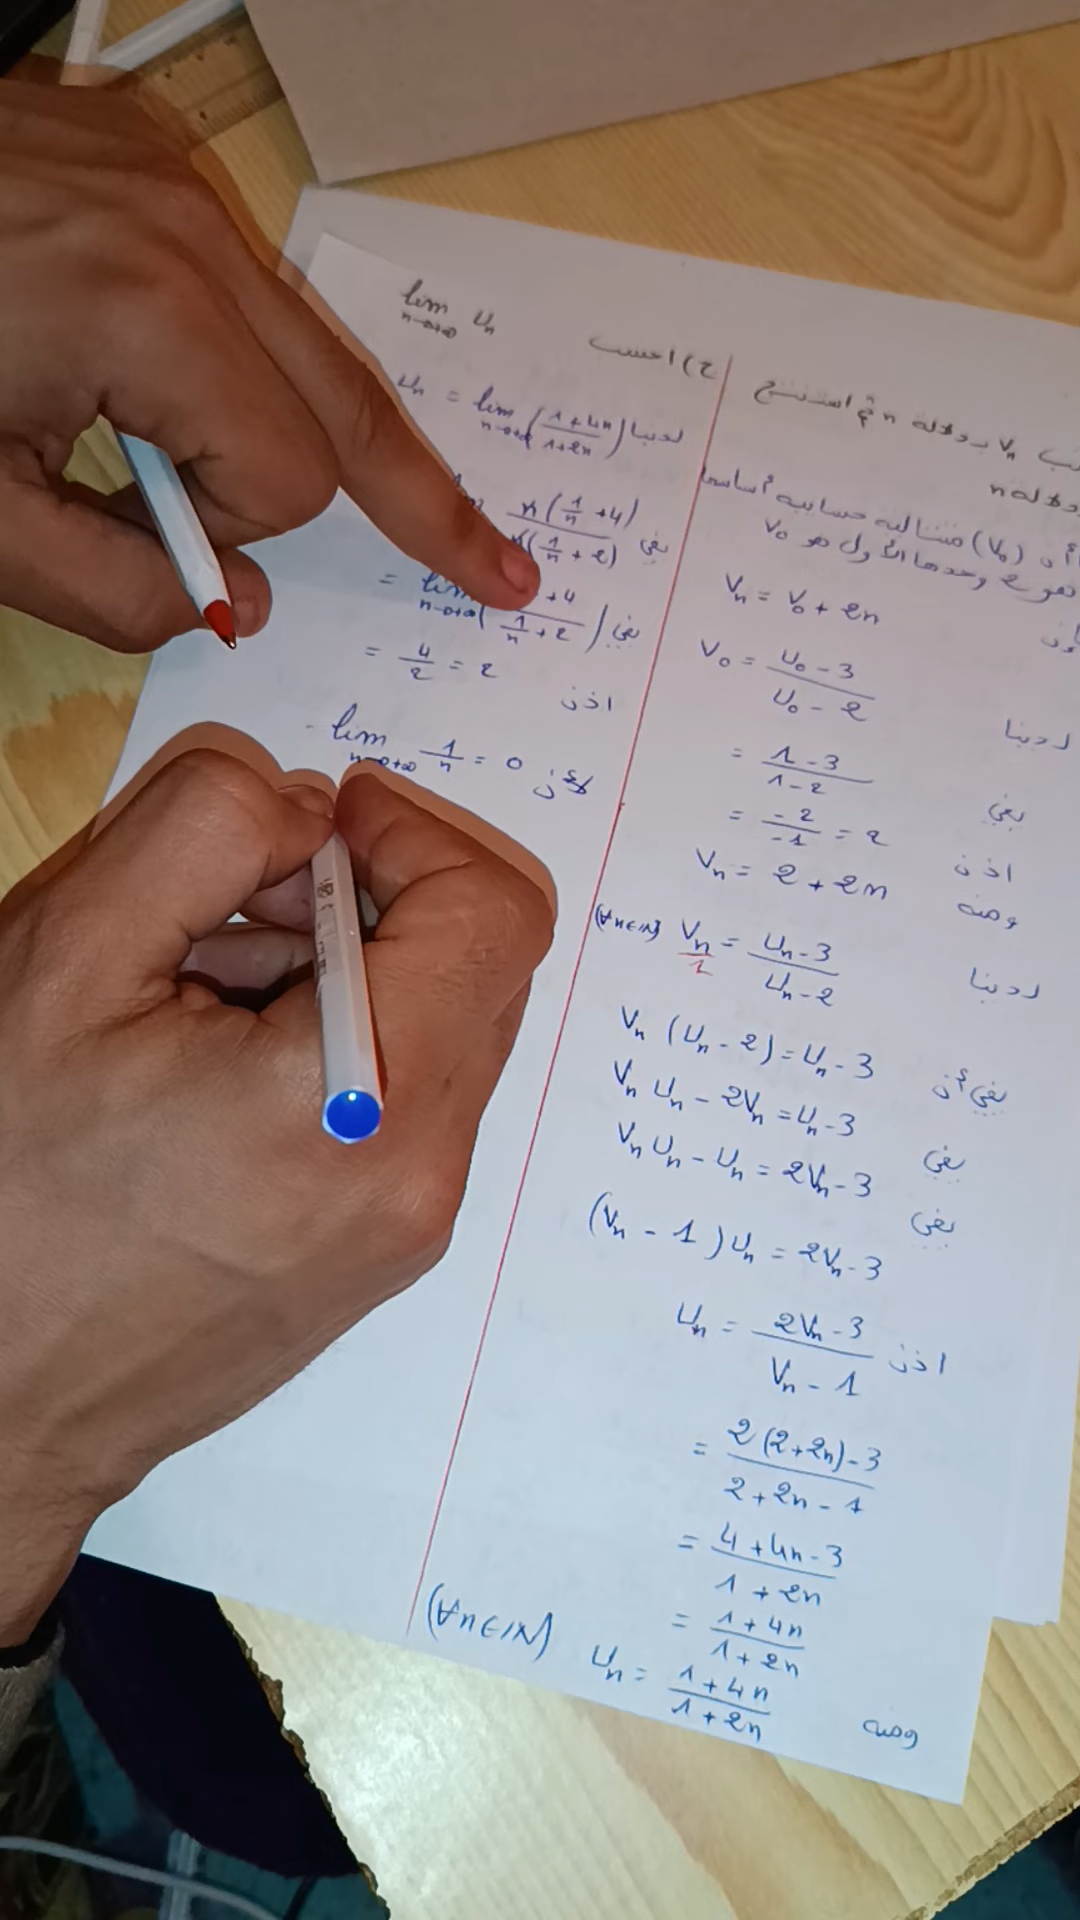 ـب Vn بدلالة n ثم استنتج
بدلالة n
أن (Vn) متتالية حسابية أساسها
هو 2 وحدها الأول هو V0
Vn = V0 + 2n
لدينا V0 = (U0 - 3)/(U0 - 2)
يعني = (1 - 3)/(1 - 2)
اذن = -2/-1 = 2
ومنه Vn = 2 + 2n
لدينا Vn/1 = (Un - 3)/(Un - 2) (∀n∈IN)
يعني أن Vn (Un - 2) = Un - 3
يعني Vn Un - 2Vn = Un - 3
يعني Vn Un - Un = 2Vn - 3
(Vn - 1) Un = 2Vn - 3
اذن Un = (2Vn - 3)/(Vn - 1)
= (2(2+2n) - 3)/(2 + 2n - 1)
= (4 + 4n - 3)/(1 + 2n)
= (1 + 4n)/(1 + 2n)
ومنه Un = (1 + 4n)/(1 + 2n) (∀n∈IN)
2) احسب lim n→+∞ Un
لدينا Un = lim n→+∞ ((1+4n)/(1+2n))
يعني n(1/n + 4)/n(1/n + 2)
يعني = lim n→+∞ ( + 4)/(1/n + 2)
= 4/2 = 2
اذن
لأن lim n→+∞ 1/n = 0